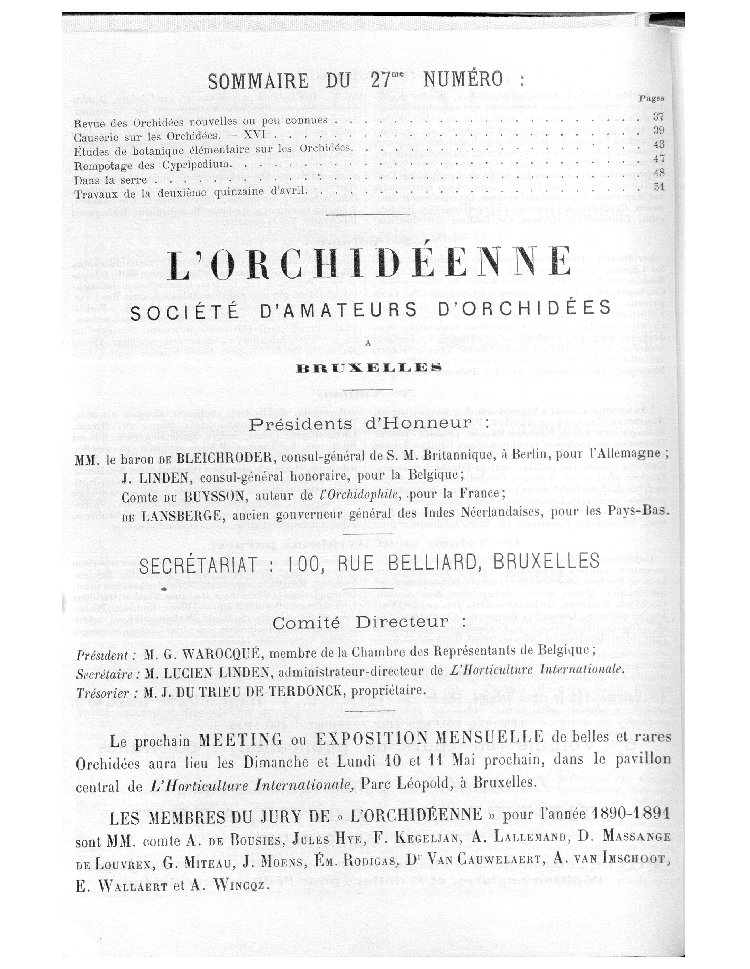 SOMMAIRE DU 27me NUMÉRO :
Pages
Revue des Orchidées nouvelles ou peu connues . . . . . . . . . . . . . . . . . . . . . 37
Causerie sur les Orchidées. — XVI . . . . . . . . . . . . . . . . . . . . . . . . . 39
Études de botanique élémentaire sur les Orchidées. . . . . . . . . . . . . . . . . . . . 43
Rempotage des Cypripedium. . . . . . . . . . . . . . . . . . . . . . . . . . . . 47
Dans la serre . . . . . . . . . . . . . . . . . . . . . . . . . . . . . . . . . 48
Travaux de la deuxième quinzaine d'avril. . . . . . . . . . . . . . . . . . . . . . . 51
L'ORCHIDÉENNE
SOCIÉTÉ D'AMATEURS D'ORCHIDÉES
A
BRUXELLES
Présidents d'Honneur :
MM. le baron DE BLEICHRODER, consul-général de S. M. Britannique, à Berlin, pour l'Allemagne ;
J. LINDEN, consul-général honoraire, pour la Belgique ;
Comte DU BUYSSON, auteur de l'Orchidophile, pour la France ;
DE LANSBERGE, ancien gouverneur général des Indes Néerlandaises, pour les Pays-Bas.
SECRÉTARIAT : 100, RUE BELLIARD, BRUXELLES
Comité Directeur :
Président : M. G. WAROCQUÉ, membre de la Chambre des Représentants de Belgique ;
Secrétaire : M. LUCIEN LINDEN, administrateur-directeur de L'Horticulture Internationale.
Trésorier : M. J. DU TRIEU DE TERDONCK, propriétaire.
Le prochain MEETING ou EXPOSITION MENSUELLE de belles et rares
Orchidées aura lieu les Dimanche et Lundi 10 et 11 Mai prochain, dans le pavillon
central de L'Horticulture Internationale, Parc Léopold, à Bruxelles.
LES MEMBRES DU JURY DE « L'ORCHIDÉENNE » pour l'année 1890-1891
sont MM. comte A. DE BOUSIES, JULES HYE, F. KEGELJAN, A. LALLEMAND, D. MASSANGE
DE LOUVREX, G. MITEAU, J. MOENS, ÉM. RODIGAS, Dr VAN CAUWELAERT, A. VAN IMSCHOOT,
E. WALLAERT et A. WINCQZ.